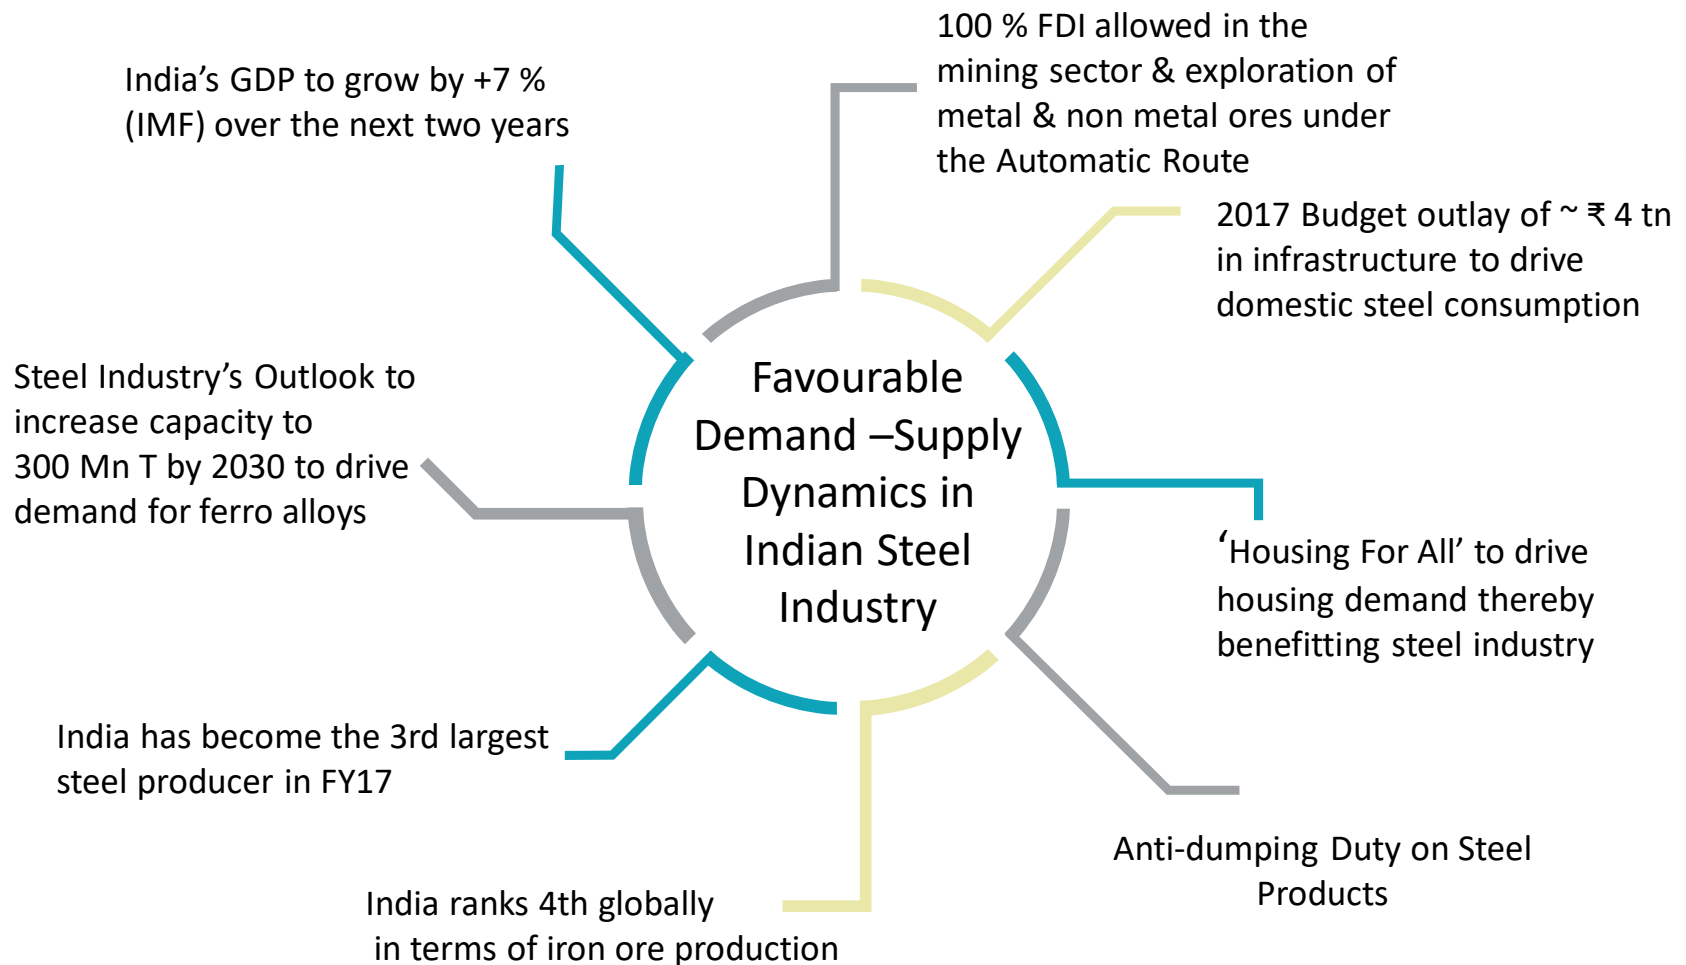 100 % FDI allowed in the
mining sector & exploration of
metal & non metal ores under
the Automatic Route
India’s GDP to grow by +7 %
(IMF) over the next two years
2017 Budget outlay of ~ ₹ 4 tn
in infrastructure to drive
domestic steel consumption
Steel Industry’s Outlook to
increase capacity to
300 Mn T by 2030 to drive
demand for ferro alloys
Favourable
Demand –Supply
Dynamics in
Indian Steel
Industry
‘Housing For All’ to drive
housing demand thereby
benefitting steel industry
India has become the 3rd largest
steel producer in FY17
Anti-dumping Duty on Steel
Products
India ranks 4th globally
in terms of iron ore production